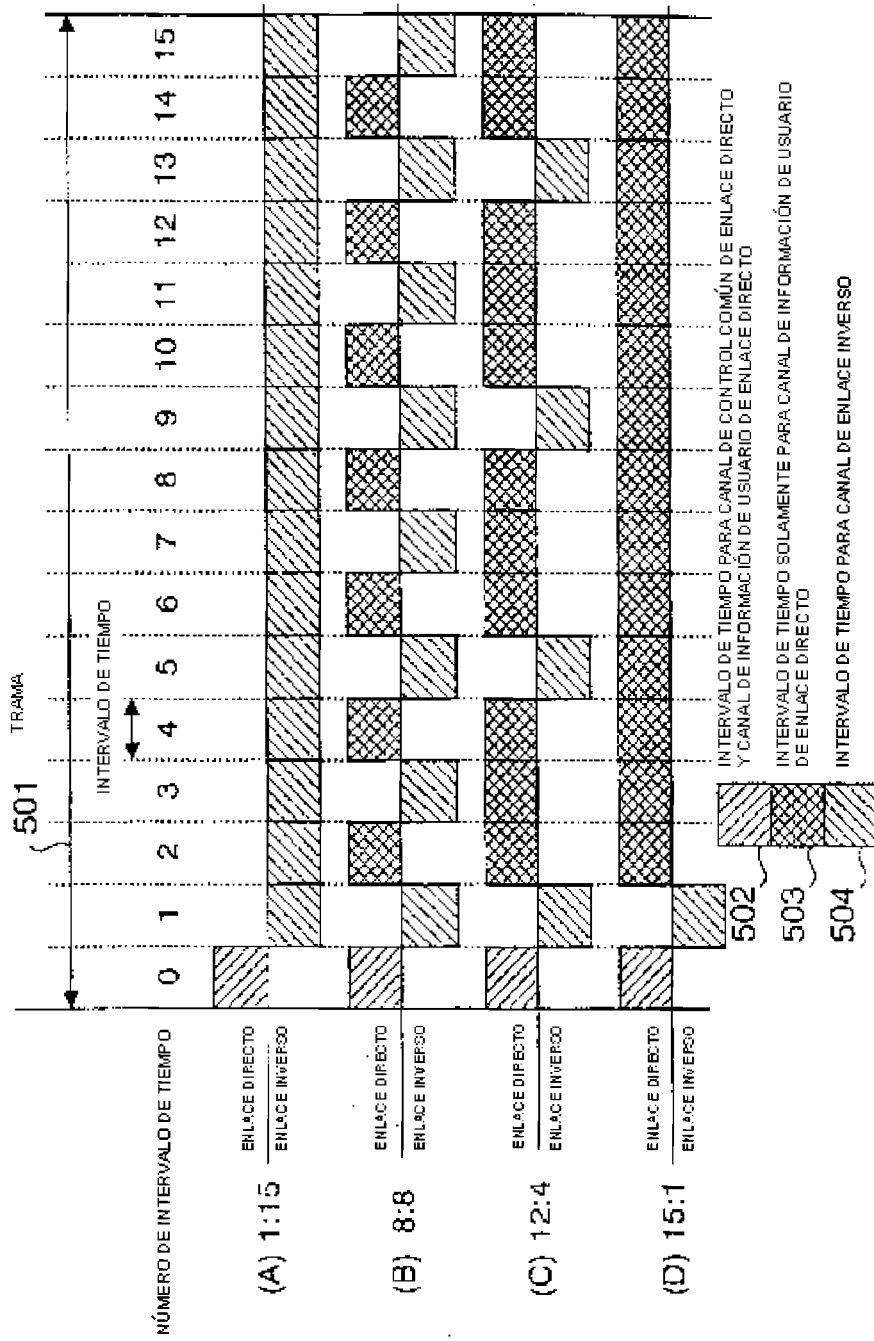 501
TRAMA
INTERVALO DE TIEMPO
NÚMERO DE INTERVALO DE TIEMPO
0 1 2 3 4 5 6 7 8 9 10 11 12 13 14 15
(A) 1:15
ENLACE DIRECTO
ENLACE INVERSO
(B) 8:8
ENLACE DIRECTO
ENLACE INVERSO
(C) 12:4
ENLACE DIRECTO
ENLACE INVERSO
(D) 15:1
ENLACE DIRECTO
ENLACE INVERSO
502
INTERVALO DE TIEMPO PARA CANAL DE CONTROL COMÚN DE ENLACE DIRECTO
Y CANAL DE INFORMACIÓN DE USUARIO DE ENLACE DIRECTO
503
INTERVALO DE TIEMPO SOLAMENTE PARA CANAL DE INFORMACIÓN DE USUARIO
DE ENLACE DIRECTO
504
INTERVALO DE TIEMPO PARA CANAL DE ENLACE INVERSO